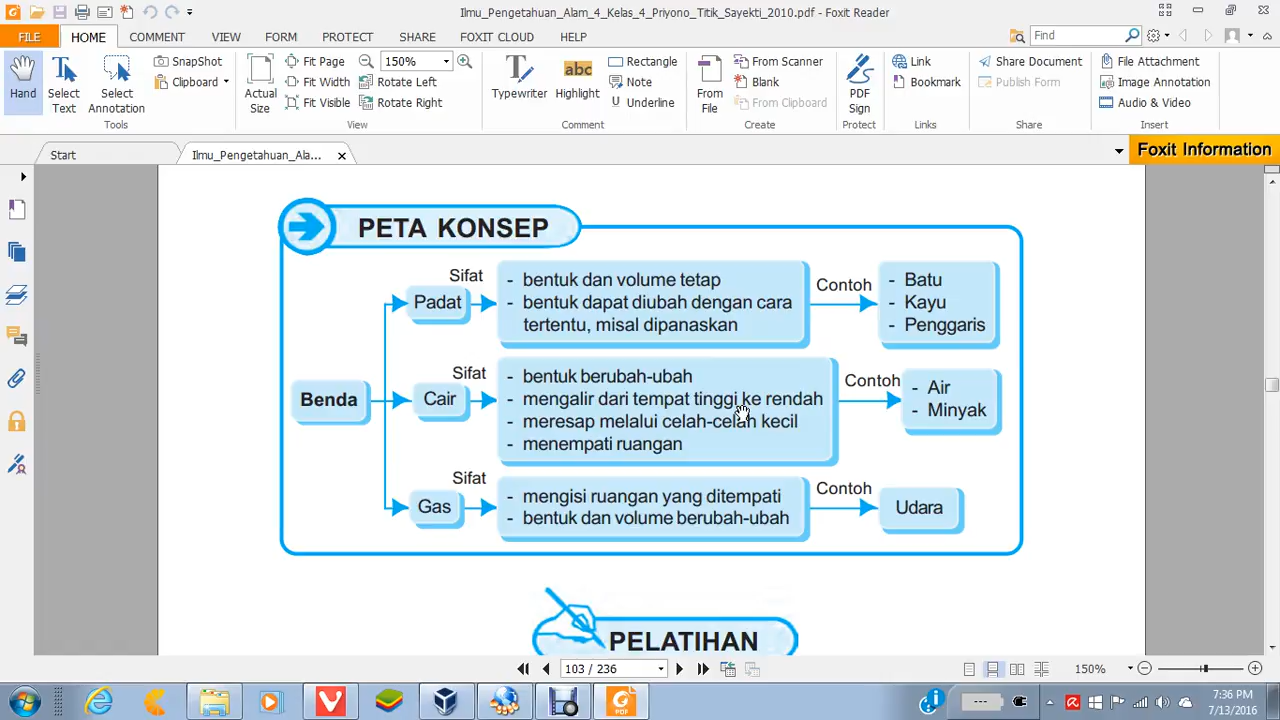 Ilmu_Pengetahuan_Alam_4_Kelas_4_Priyono_Titik_Sayekti_2010.pdf - Foxit Reader
FILE HOME COMMENT VIEW FORM PROTECT SHARE FOXIT CLOUD HELP Find
Hand
Select Text
Select Annotation
SnapShot
Clipboard
Tools
Actual Size
Fit Page
Fit Width
Fit Visible
150%
Rotate Left
Rotate Right
View
Typewriter
abc
Highlight
Rectangle
Note
U Underline
Comment
From File
From Scanner
Blank
From Clipboard
Create
PDF Sign
Protect
Link
Bookmark
Links
Share Document
Publish Form
Share
File Attachment
Image Annotation
Audio & Video
Insert
Start
Ilmu_Pengetahuan_Ala...
Foxit Information
PETA KONSEP
Benda
Padat
Sifat
- bentuk dan volume tetap
- bentuk dapat diubah dengan cara
tertentu, misal dipanaskan
Contoh
- Batu
- Kayu
- Penggaris
Cair
Sifat
- bentuk berubah-ubah
- mengalir dari tempat tinggi ke rendah
- meresap melalui celah-celah kecil
- menempati ruangan
Contoh
- Air
- Minyak
Gas
Sifat
- mengisi ruangan yang ditempati
- bentuk dan volume berubah-ubah
Contoh
Udara
PELATIHAN
103 / 236
150%
PDF
7:36 PM
7/13/2016